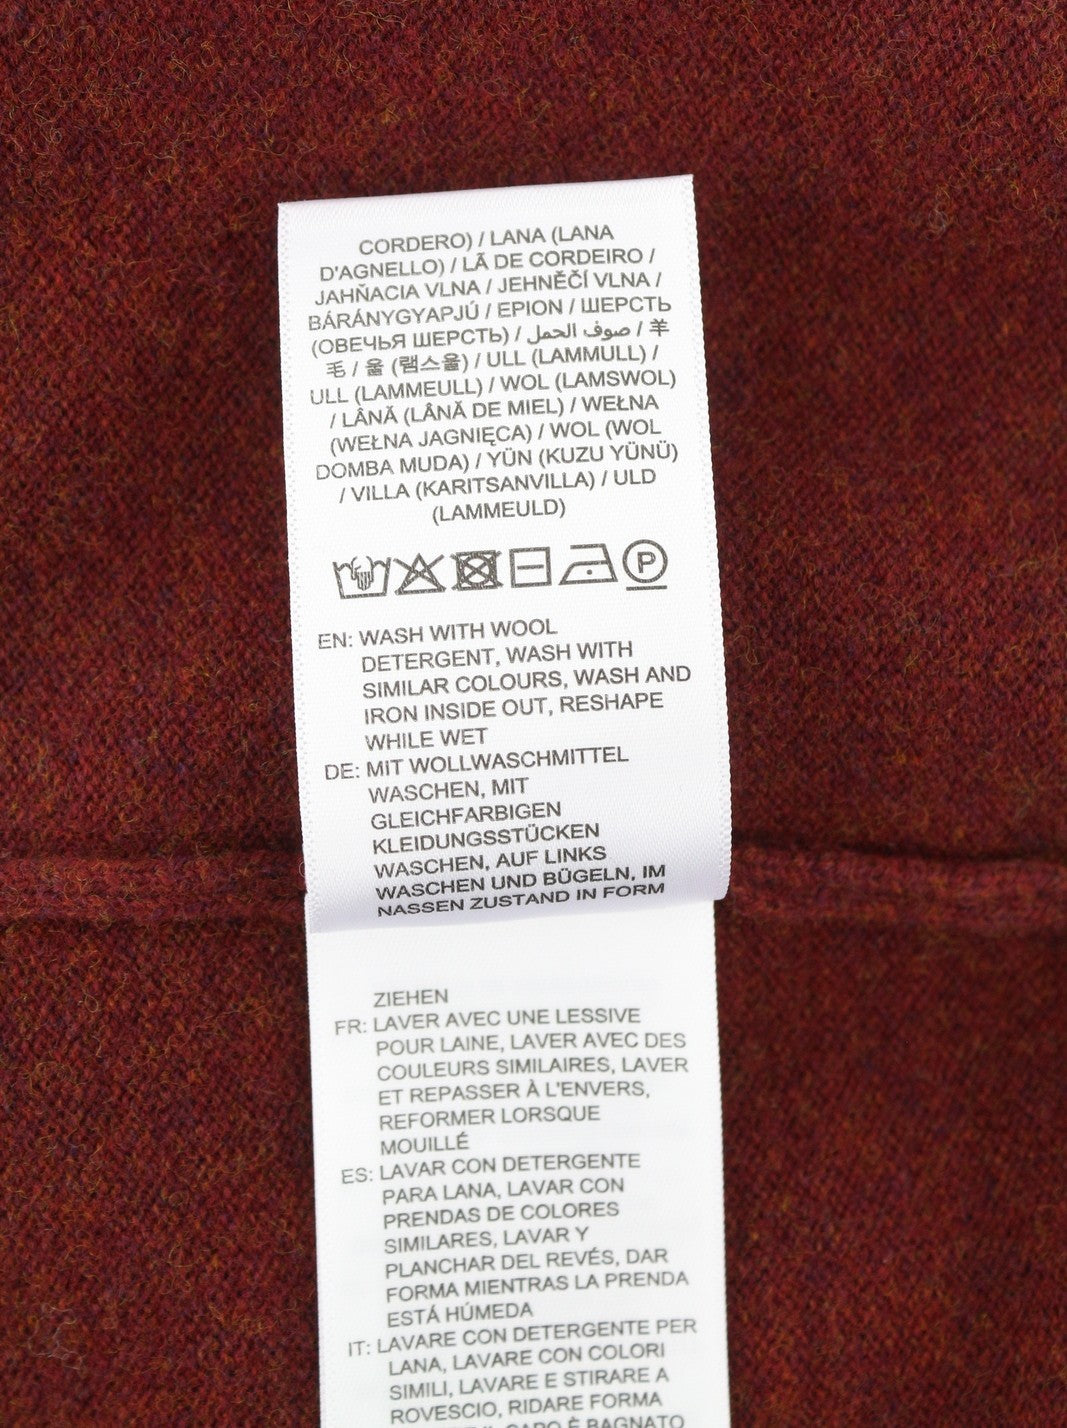 CORDERO) / LANA (LANA
D'AGNELLO) / LÃ DE CORDEIRO /
JAHŇACIA VLNA / JEHNĚČÍ VLNA /
BÁRÁNYGYAPJÚ / EPION / ШЕРСТЬ
(ОВЕЧЬЯ ШЕРСТЬ) / صوف الحمل / 羊
毛 / 울 (램스울) / ULL (LAMMULL) /
ULL (LAMMEULL) / WOL (LAMSWOL)
/ LÂNĂ (LÂNĂ DE MIEL) / WEŁNA
(WEŁNA JAGNIĘCA) / WOL (WOL
DOMBA MUDA) / YÜN (KUZU YÜNÜ)
/ VILLA (KARITSANVILLA) / ULD
(LAMMEULD)
P
EN: WASH WITH WOOL
DETERGENT, WASH WITH
SIMILAR COLOURS, WASH AND
IRON INSIDE OUT, RESHAPE
WHILE WET
DE: MIT WOLLWASCHMITTEL
WASCHEN, MIT
GLEICHFARBIGEN
KLEIDUNGSSTÜCKEN
WASCHEN, AUF LINKS
WASCHEN UND BÜGELN, IM
NASSEN ZUSTAND IN FORM
ZIEHEN
FR: LAVER AVEC UNE LESSIVE
POUR LAINE, LAVER AVEC DES
COULEURS SIMILAIRES, LAVER
ET REPASSER À L'ENVERS,
REFORMER LORSQUE
MOUILLÉ
ES: LAVAR CON DETERGENTE
PARA LANA, LAVAR CON
PRENDAS DE COLORES
SIMILARES, LAVAR Y
PLANCHAR DEL REVÉS, DAR
FORMA MIENTRAS LA PRENDA
ESTÁ HÚMEDA
IT: LAVARE CON DETERGENTE PER
LANA, LAVARE CON COLORI
SIMILI, LAVARE E STIRARE A
ROVESCIO, RIDARE FORMA
CAPO È BAGNATO